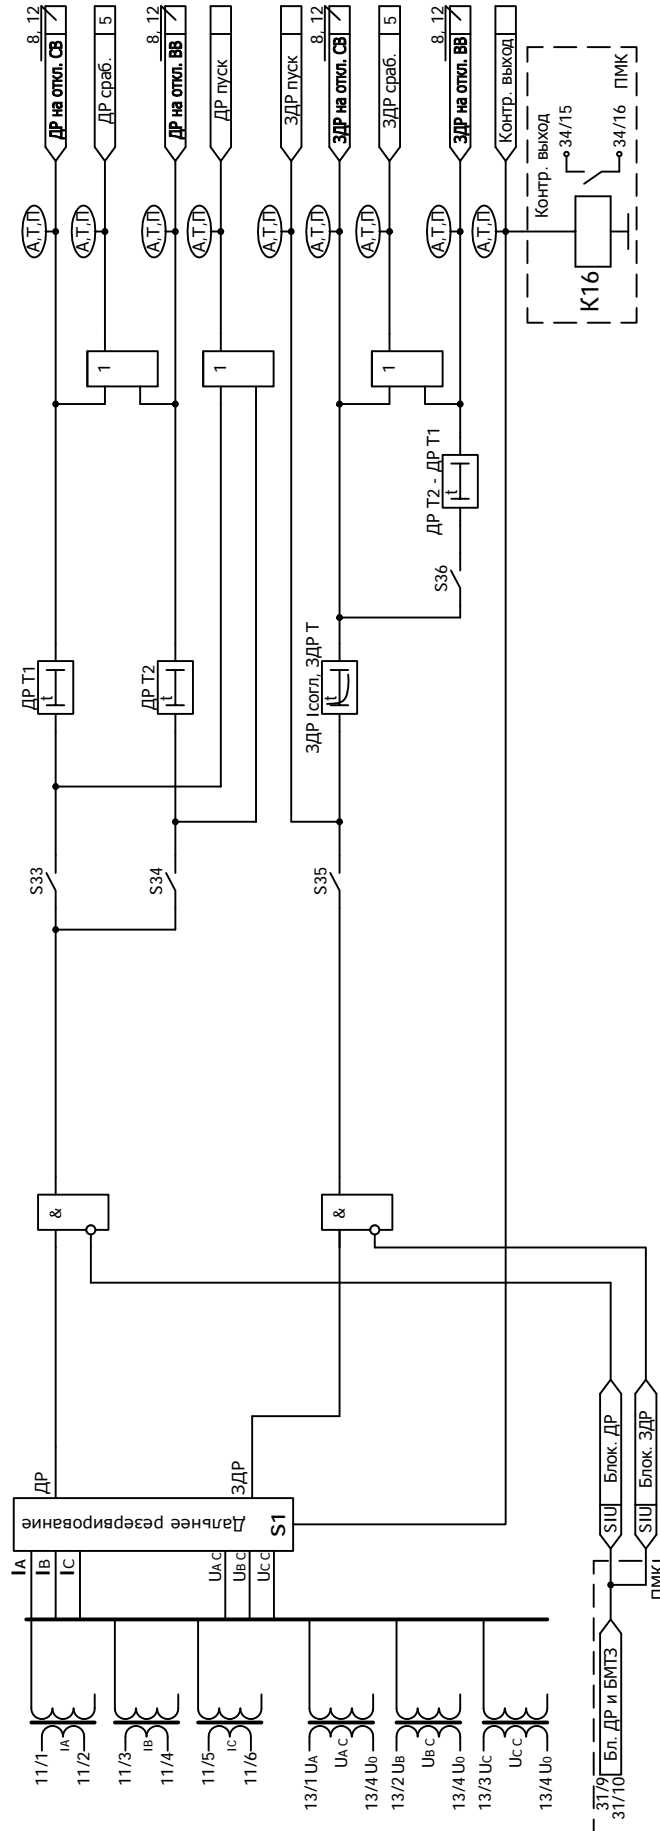 8, 12
ДР на откл. СВ
5
ДР сраб.
8, 12
ДР на откл. ВВ
ДР пуск
ЗДР пуск
8, 12
ЗДР на откл. СВ
5
ЗДР сраб.
8, 12
ЗДР на откл. ВВ
Контр. выход
А,Т,П
А,Т,П
А,Т,П
А,Т,П
А,Т,П
А,Т,П
А,Т,П
А,Т,П
А,Т,П
Контр. выход
34/15
34/16
ПМК
K16
1
1
1
ДР Т2 - ДР Т1
t
S36
ДР Т1
t
ДР Т2
t
ЗДР Iсогл, ЗДР Т
t
S33
S34
S35
&
&
ДР
ЗДР
Дальнее резервирование
S1
IA
IB
IC
UA C
UB C
UC C
SIU
Блок. ДР
SIU
Блок. ЗДР
ПМК
Бл. ДР и БМТЗ
31/9
31/10
11/1
IA
11/2
11/3
IB
11/4
11/5
IC
11/6
13/1 UA
UA C
13/4 U0
13/2 UB
UB C
13/4 U0
13/3 UC
UC C
13/4 U0